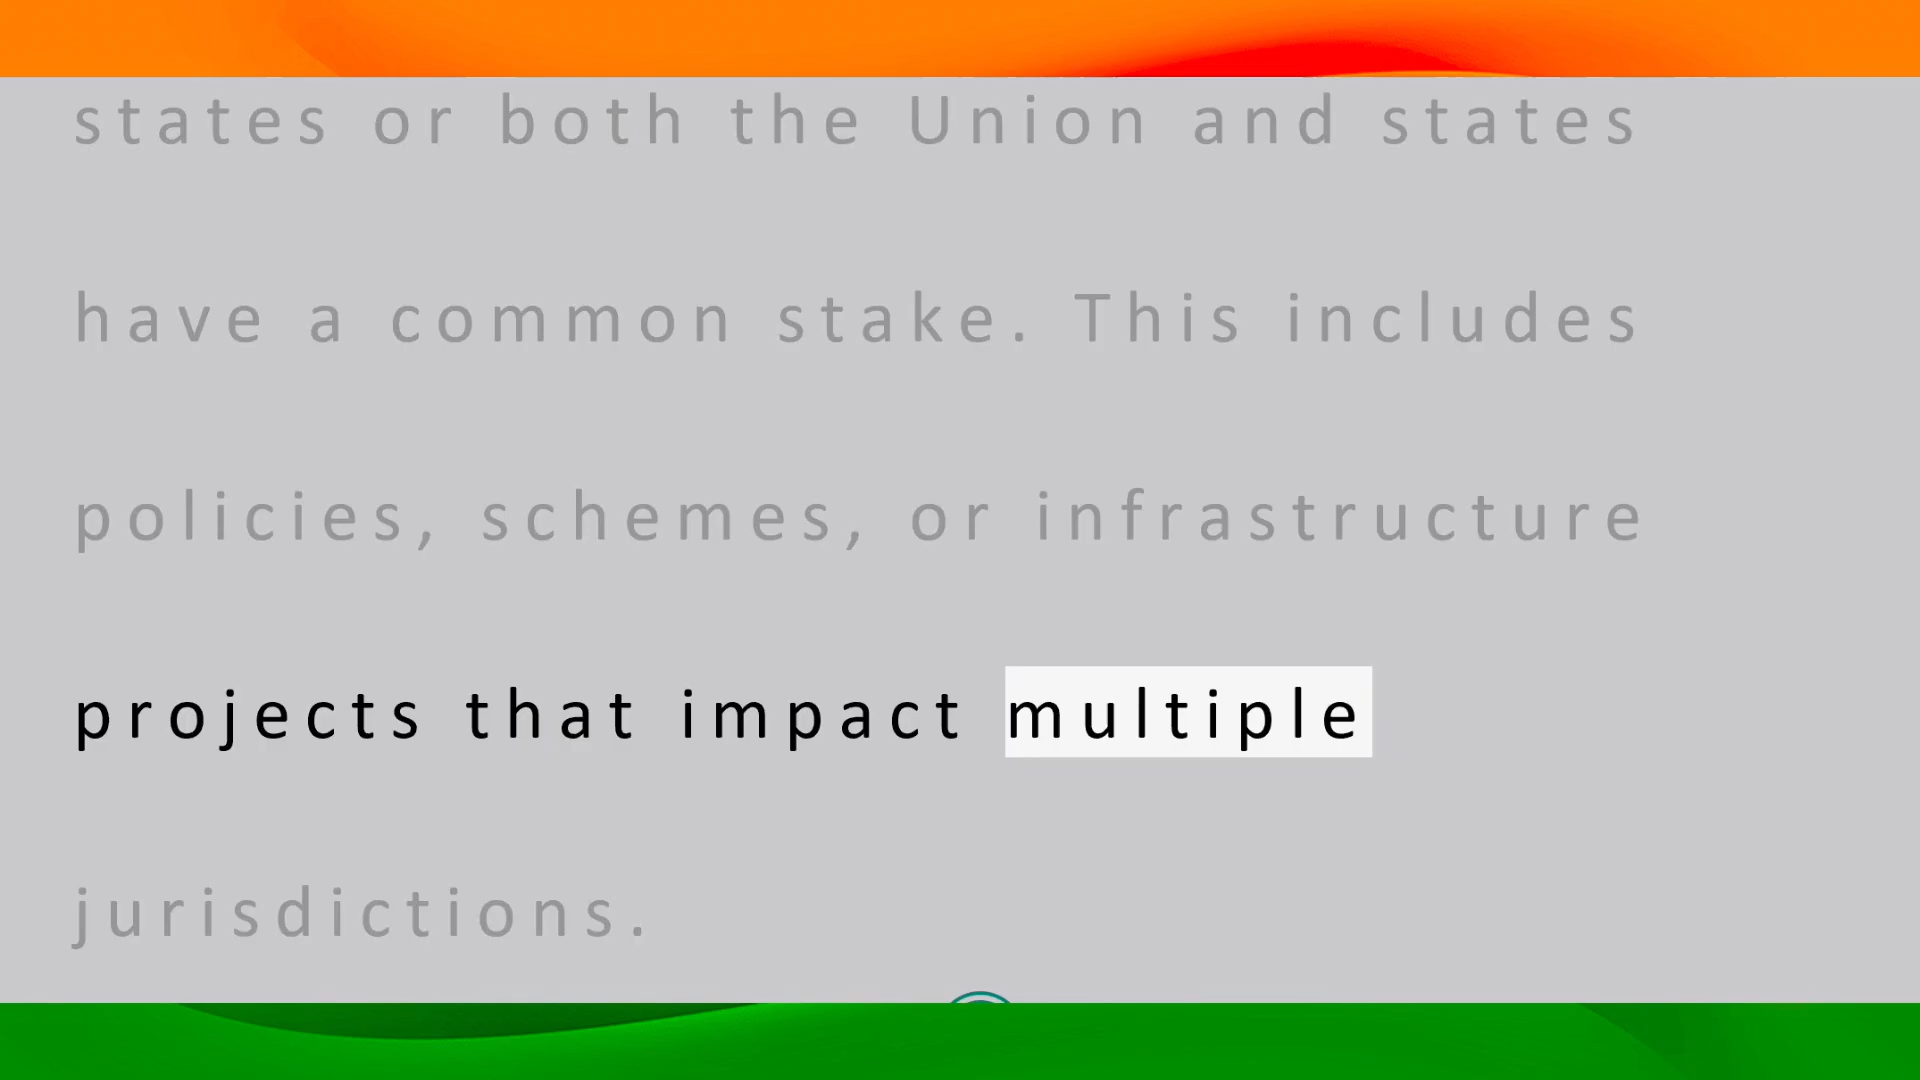 states or both the Union and states
have a common stake. This includes
policies, schemes, or infrastructure
projects that impact multiple
jurisdictions.